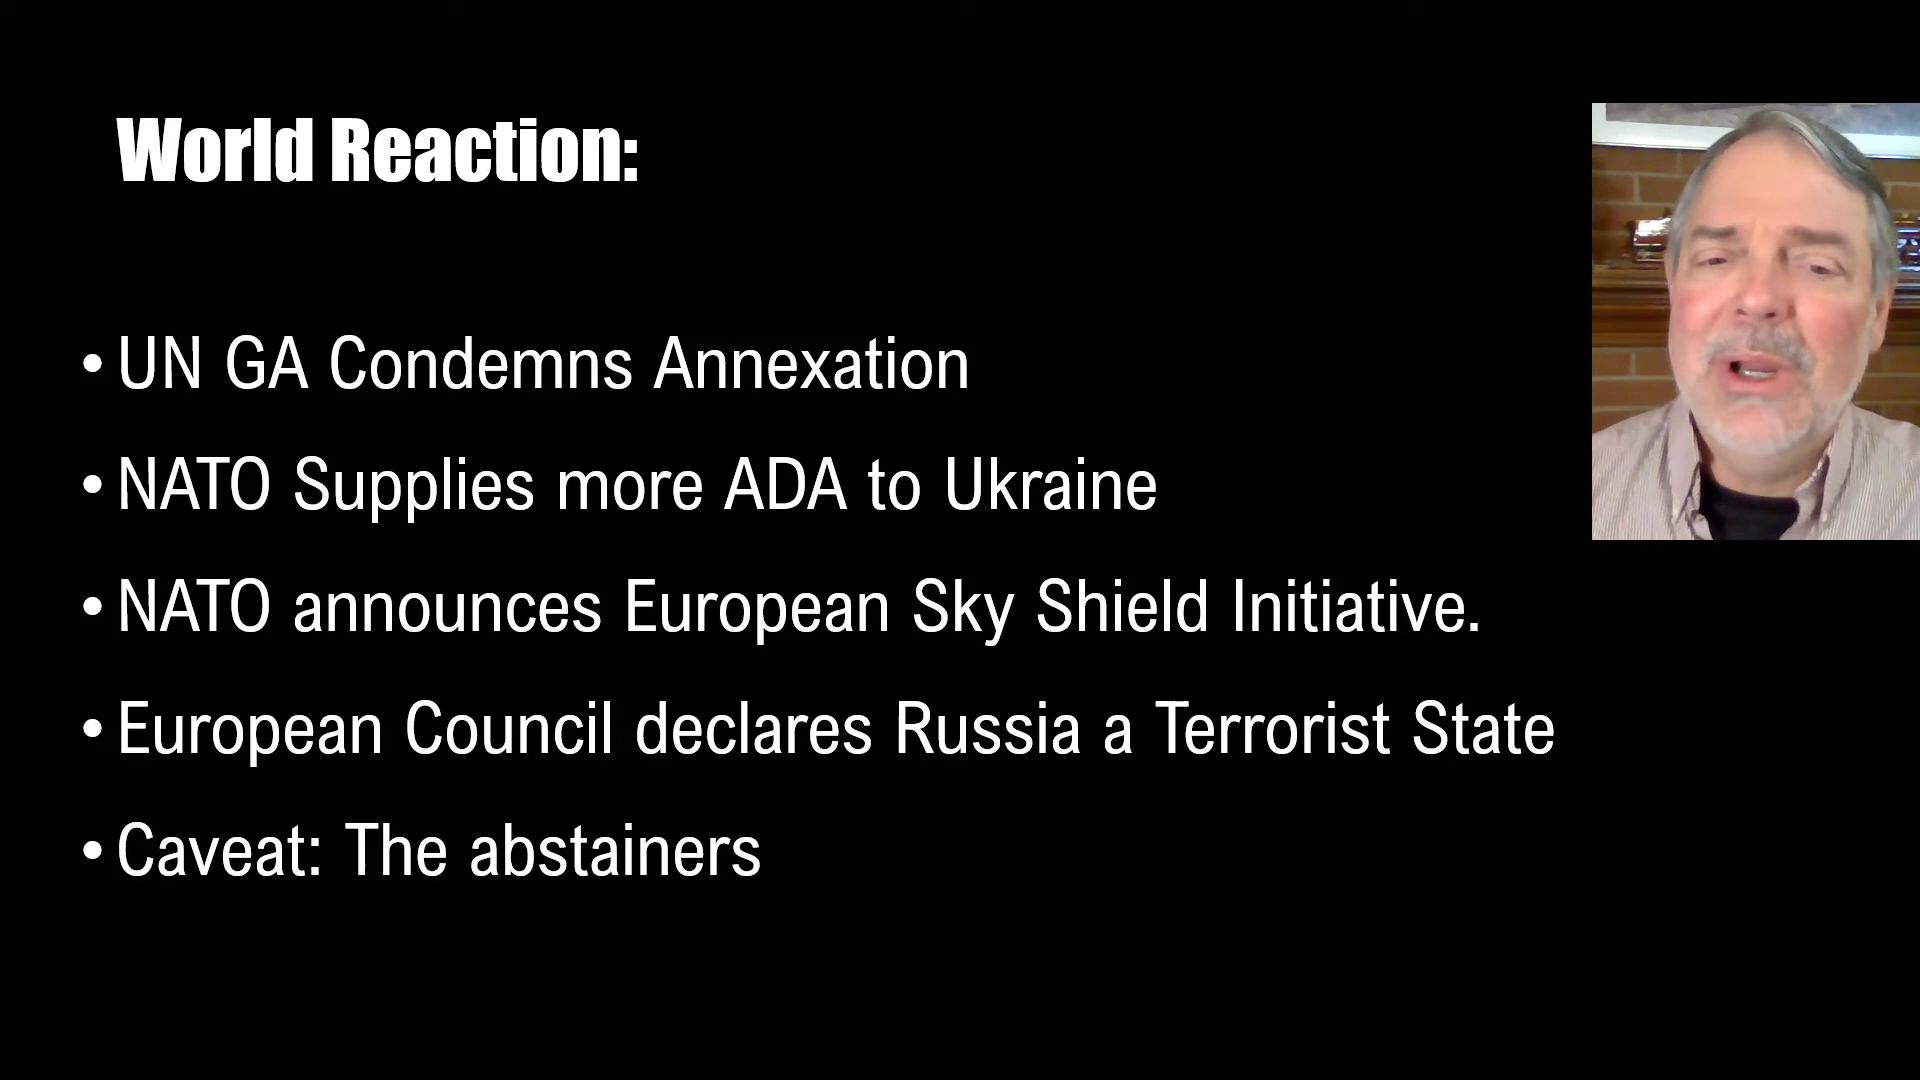 World Reaction:
• UN GA Condemns Annexation
• NATO Supplies more ADA to Ukraine
• NATO announces European Sky Shield Initiative.
• European Council declares Russia a Terrorist State
• Caveat: The abstainers